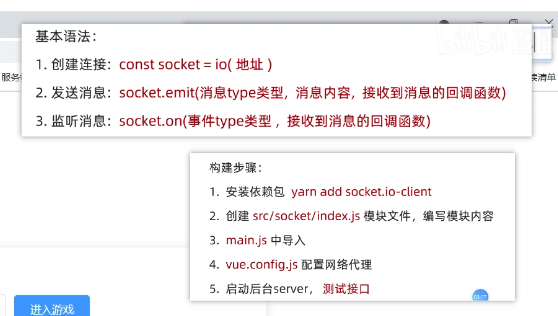 基本语法：
1. 创建连接：const socket = io( 地址 )
2. 发送消息：socket.emit(消息type类型，消息内容，接收到消息的回调函数)
3. 监听消息：socket.on(事件type类型 ，接收到消息的回调函数)
服务
读清单
构建步骤：
1. 安装依赖包 yarn add socket.io-client
2. 创建 src/socket/index.js 模块文件，编写模块内容
3. main.js 中导入
4. vue.config.js 配置网络代理
5. 启动后台server， 测试接口
进入游戏